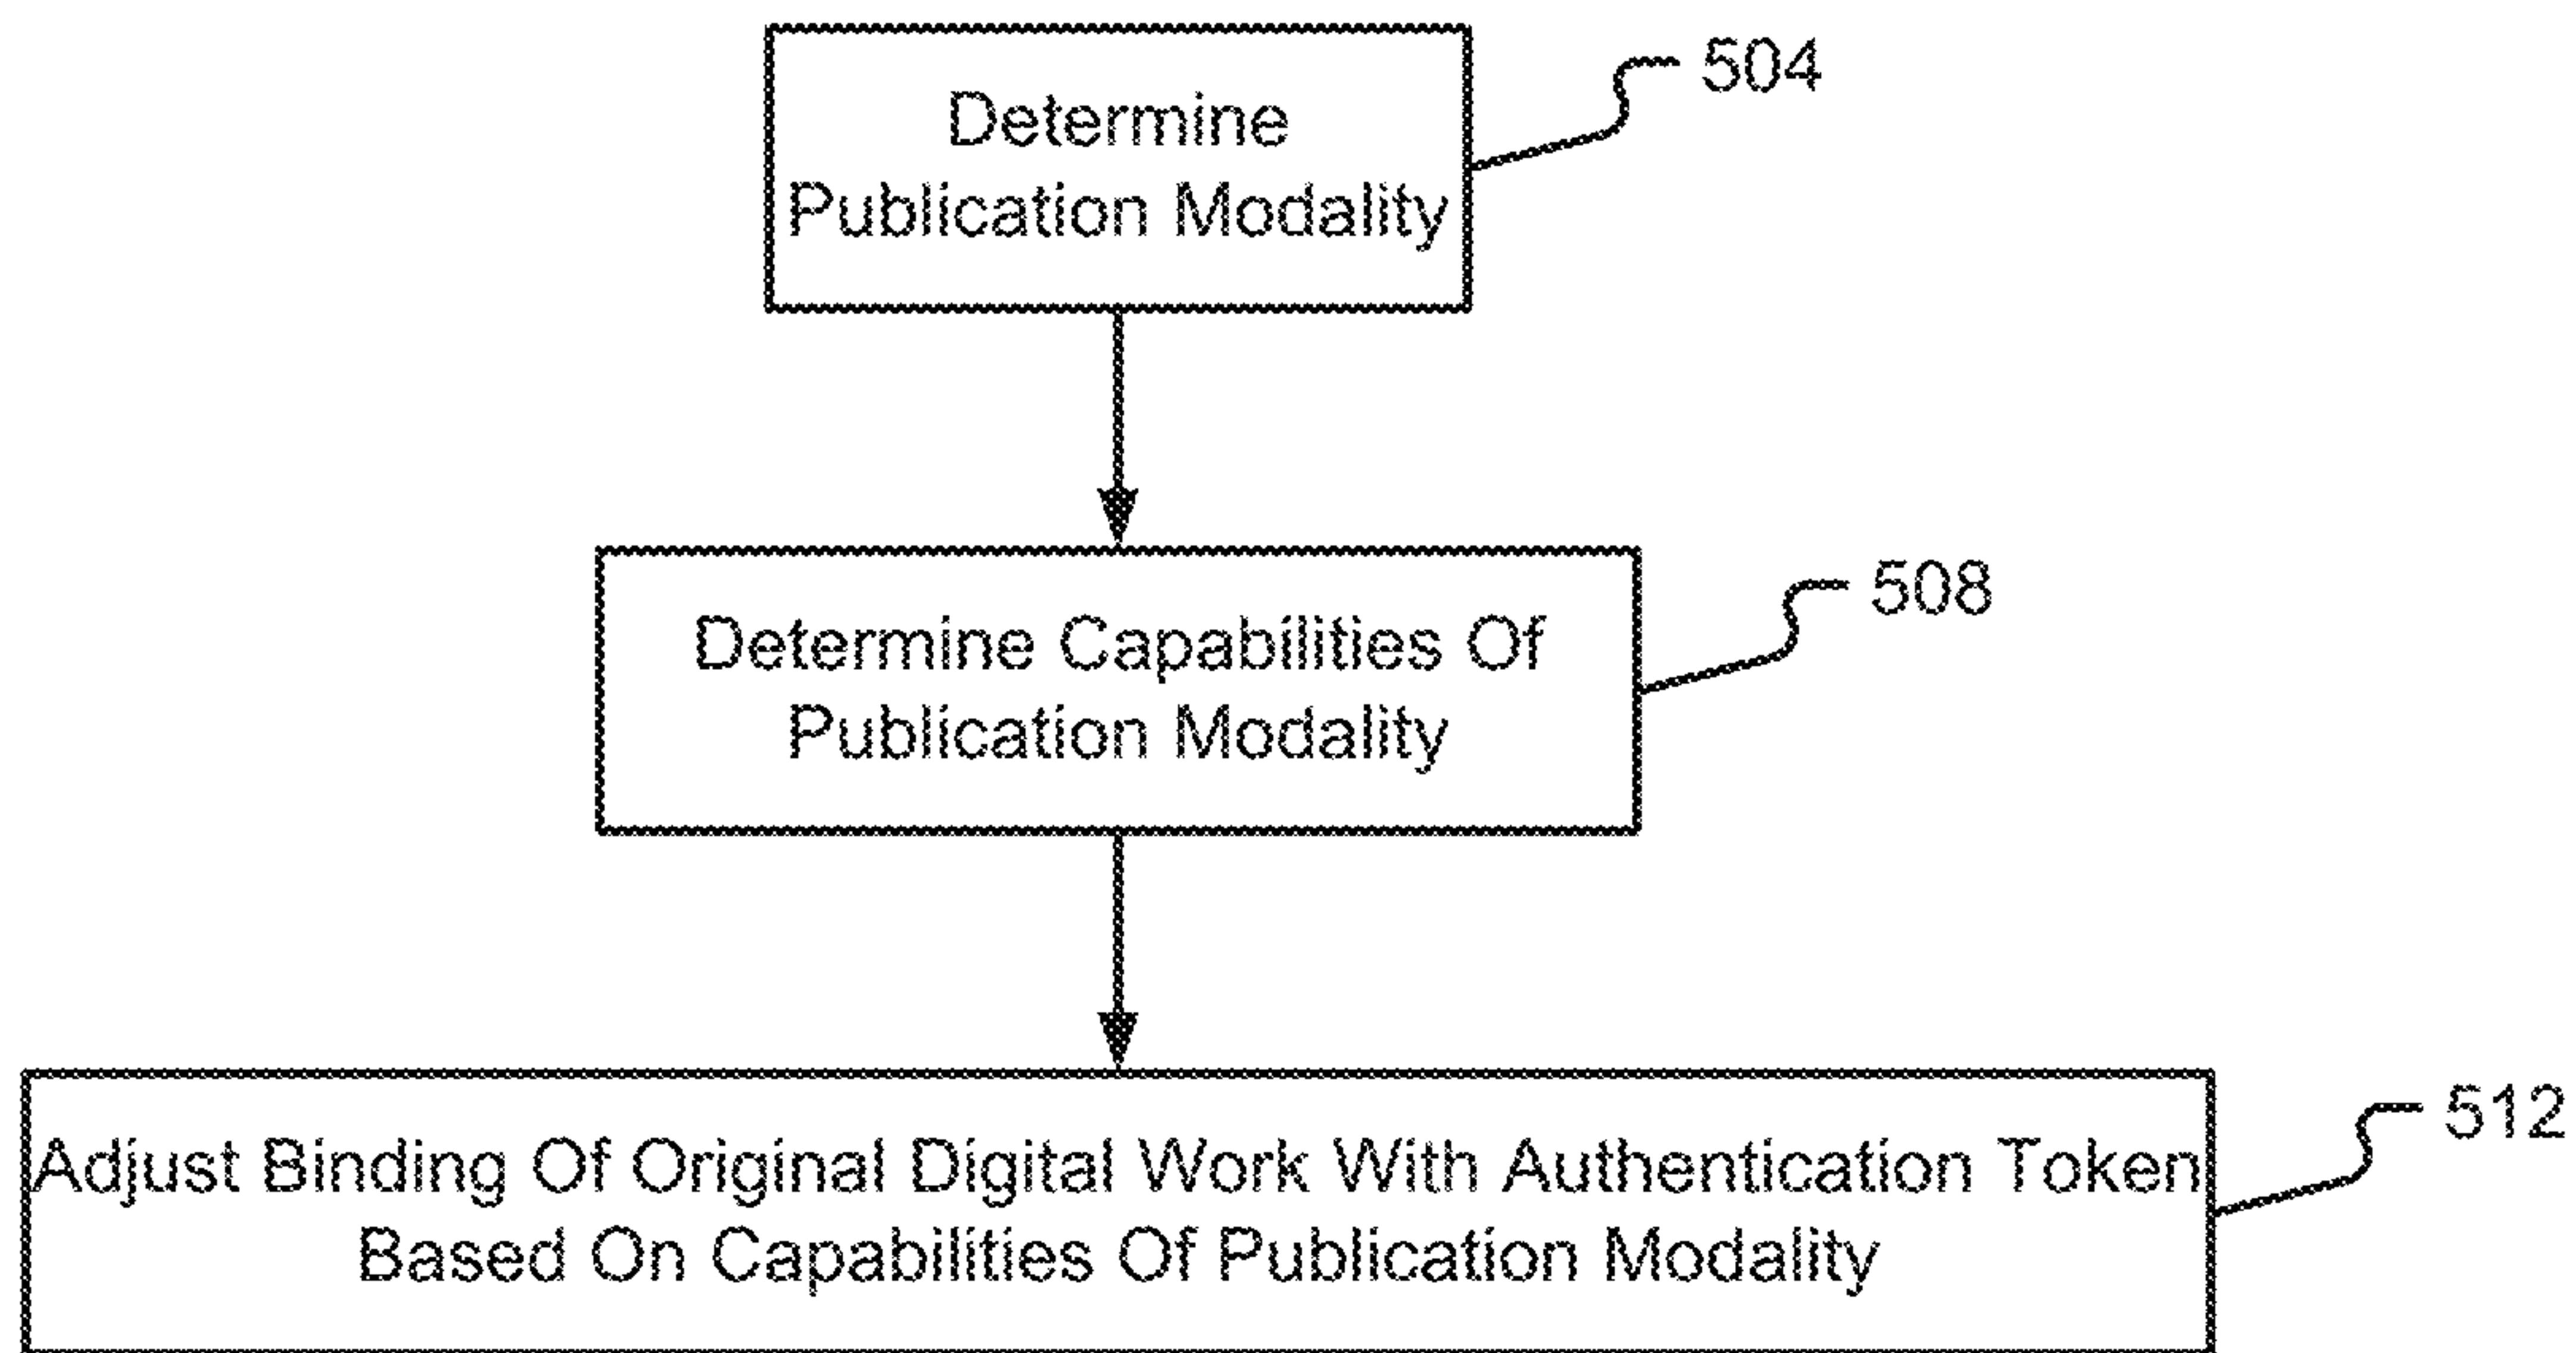 Determine
Publication Modality
504
Determine Capabilities Of
Publication Modality
508
Adjust Binding Of Original Digital Work With Authentication Token
Based On Capabilities Of Publication Modality
512